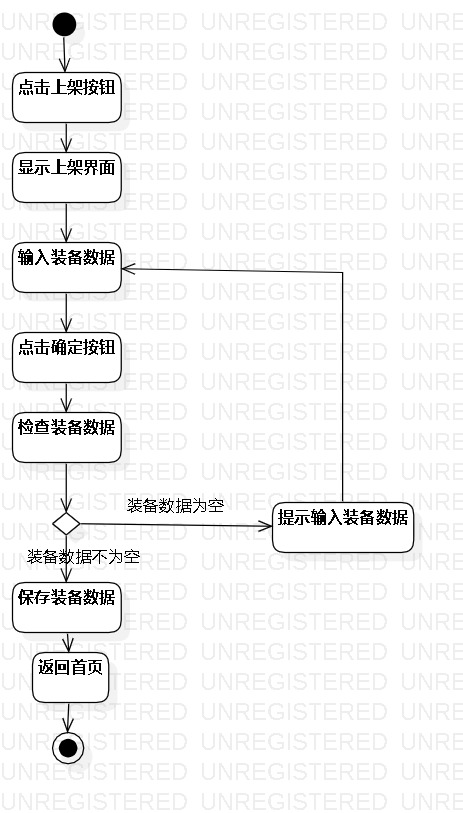 点击上架按钮
显示上架界面
输入装备数据
点击确定按钮
检查装备数据
装备数据为空
提示输入装备数据
装备数据不为空
保存装备数据
返回首页
UNREGISTERED